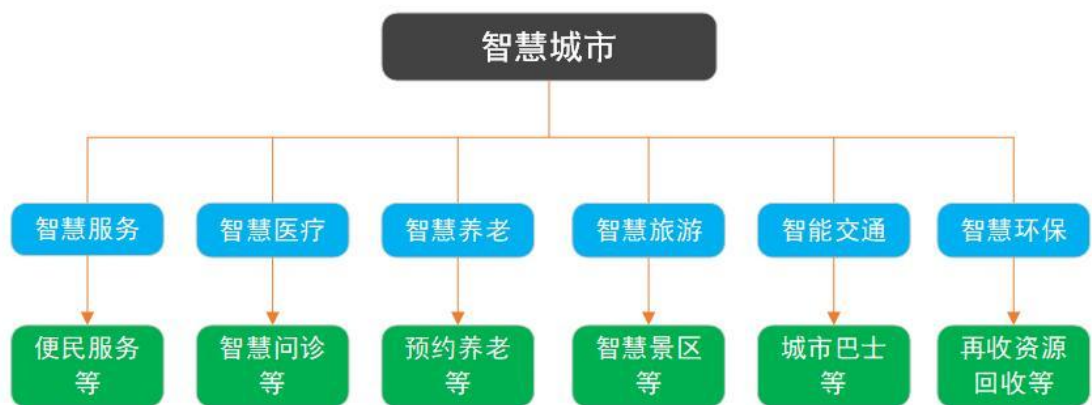 智慧城市
智慧服务
智慧医疗
智慧养老
智慧旅游
智能交通
智慧环保
便民服务
等
智慧问诊
等
预约养老
等
智慧景区
等
城市巴士
等
再收资源
回收等